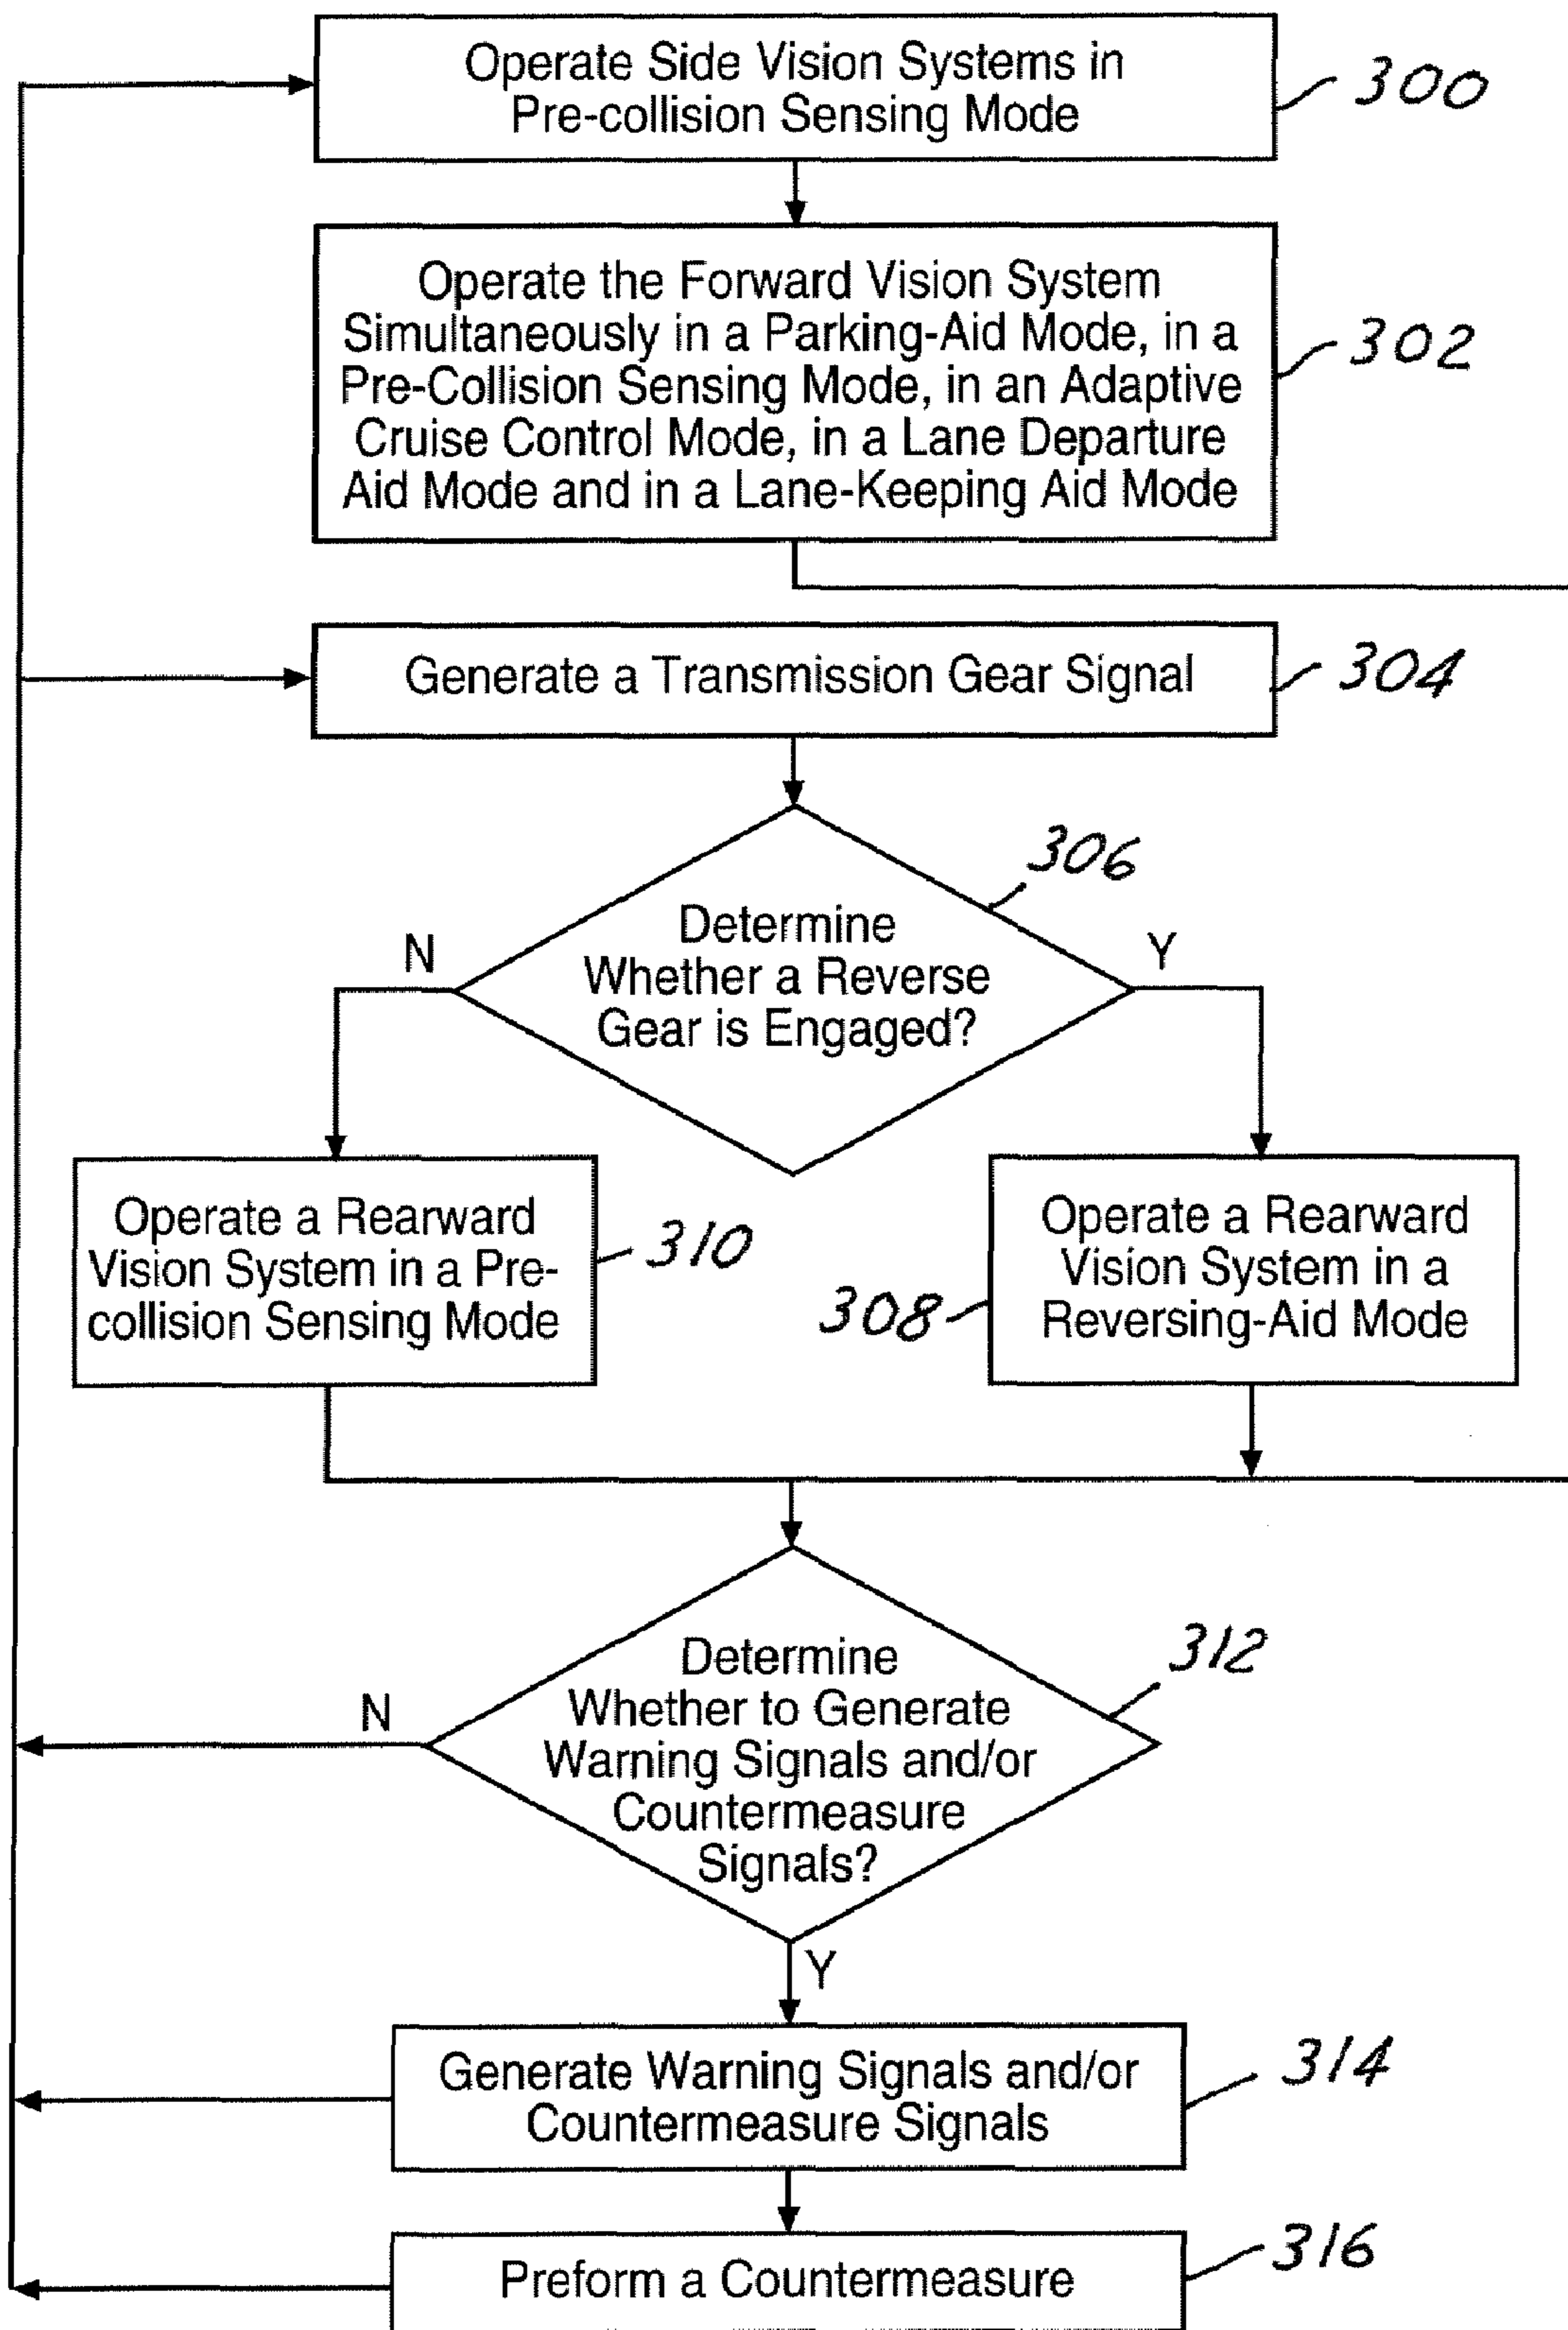 Operate Side Vision Systems in
Pre-collision Sensing Mode
300
Operate the Forward Vision System
Simultaneously in a Parking-Aid Mode, in a
Pre-Collision Sensing Mode, in an Adaptive
Cruise Control Mode, in a Lane Departure
Aid Mode and in a Lane-Keeping Aid Mode
302
Generate a Transmission Gear Signal
304
306
Determine
Whether a Reverse
Gear is Engaged?
N
Y
Operate a Rearward
Vision System in a Pre-
collision Sensing Mode
310
Operate a Rearward
Vision System in a
Reversing-Aid Mode
308
Determine
Whether to Generate
Warning Signals and/or
Countermeasure
Signals?
312
N
Y
Generate Warning Signals and/or
Countermeasure Signals
314
Preform a Countermeasure
316